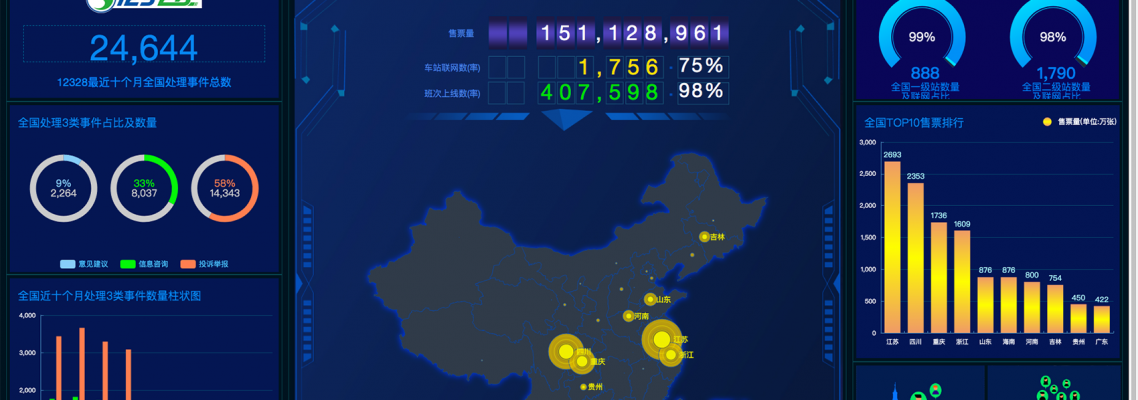 24,644
12328最近十个月全国处理事件总数
全国处理3类事件占比及数量
9%
2,264
33%
8,037
58%
14,343
意见建议 信息咨询 投诉举报
全国近十个月处理3类事件数量柱状图
4,000
3,000
2,000
售票量 151,128,961
车站联网数(率) 1,756 75%
班次上线数(率) 407,598 98%
吉林
山东
河南
江苏
浙江
四川
重庆
贵州
99%
98%
888
1,790
全国一级站数量
及联网占比
全国二级站数量
及联网占比
全国TOP10售票排行
售票量(单位:万张)
3,000
2,500
2,000
1,500
1,000
500
0
2693 2353 1736 1609 876 876 800 754 450 422
江苏 四川 重庆 浙江 山东 海南 河南 吉林 贵州 广东